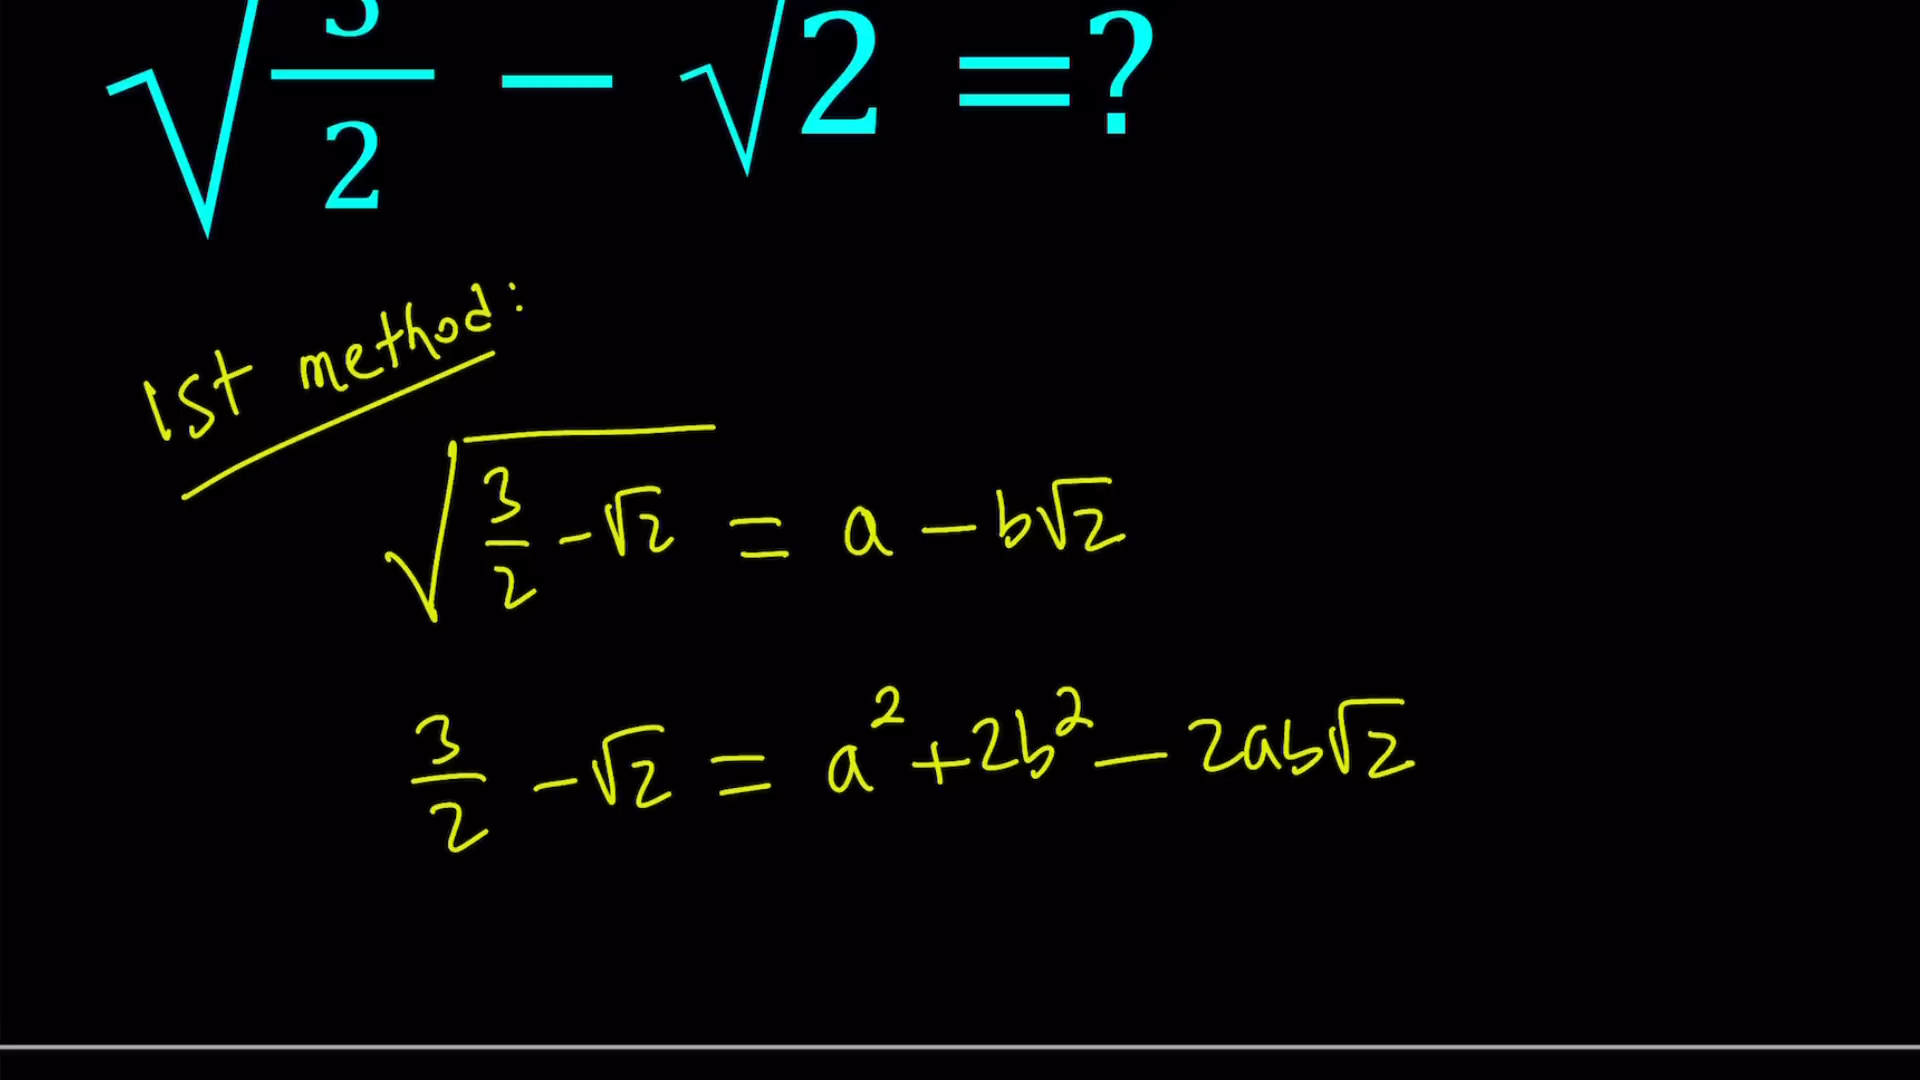 √3/2 − √2 =?
1st method:
√(3/2 − √2) = a − b√2
3/2 − √2 = a² + 2b² − 2ab√2